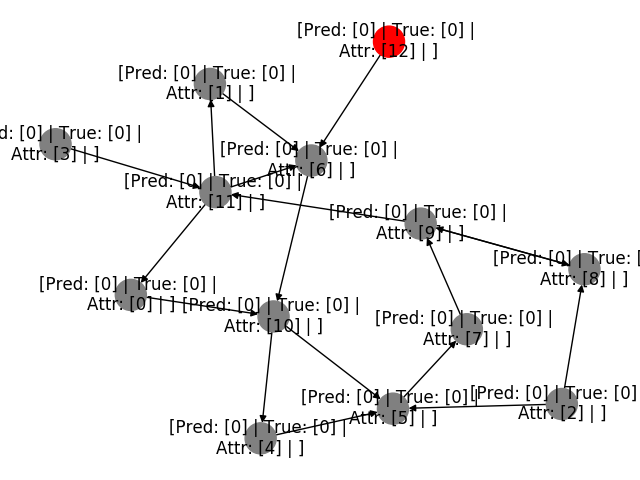 [Pred: [0] | True: [0] |
Attr: [12] | ]
[Pred: [0] | True: [0] |
Attr: [1] | ]
d: [0] | True: [0] |
Attr: [3] | ]
[Pred: [0] | True: [0] |
Attr: [6] | ]
[Pred: [0] | True: [0] |
Attr: [11] | ]
[Pred: [0] | True: [0] |
Attr: [9] | ]
[Pred: [0] | True: [
Attr: [8] | ]
[Pred: [0] | True: [0] |
Attr: [0] | ]
[Pred: [0] | True: [0] |
Attr: [10] | ]
[Pred: [0] | True: [0] |
Attr: [7] | ]
[Pred: [0] | True: [0] |
Attr: [5] | ]
[Pred: [0] | True: [0]
Attr: [2] | ]
[Pred: [0] | True: [0] |
Attr: [4] | ]